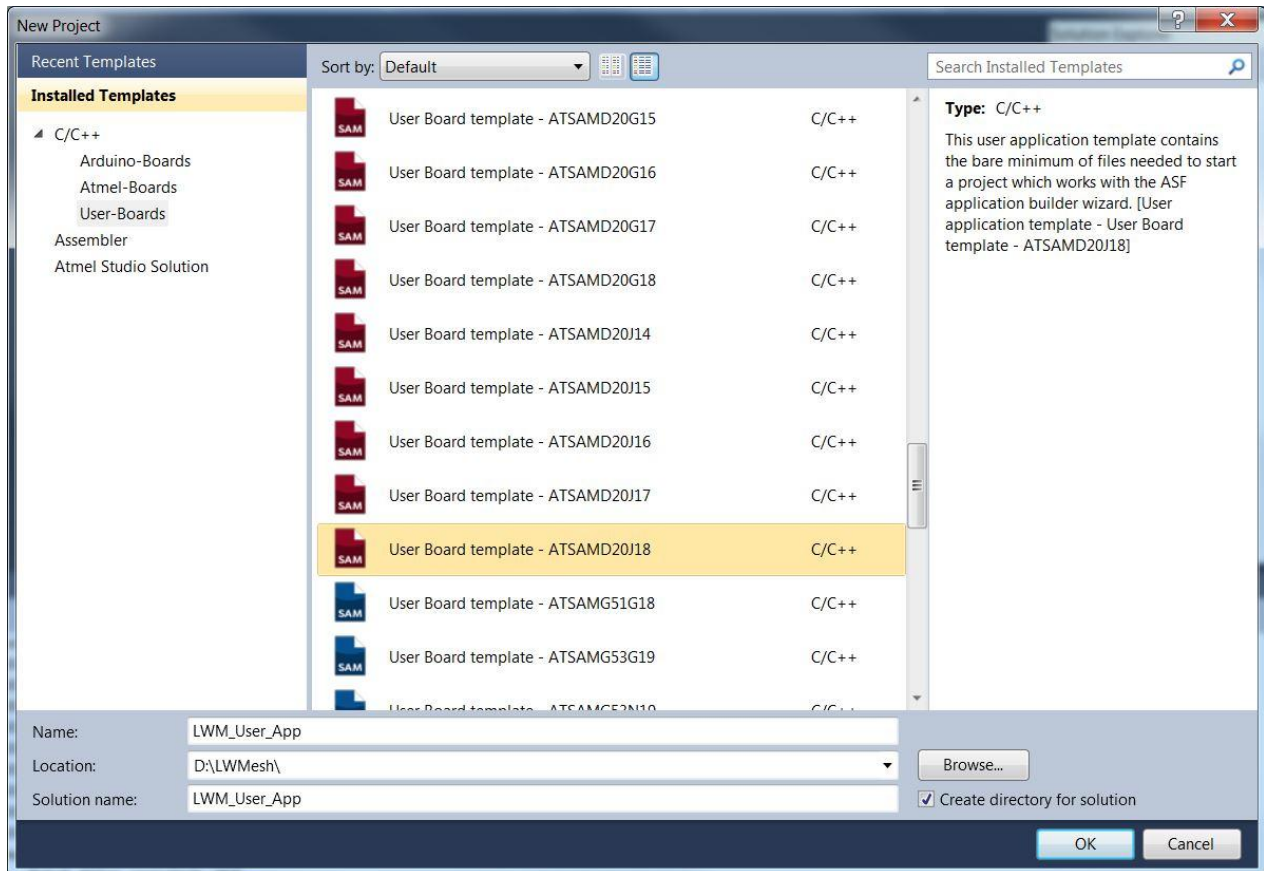 New Project
Recent Templates
Installed Templates
C/C++
Arduino-Boards
Atmel-Boards
User-Boards
Assembler
Atmel Studio Solution
Sort by: Default
SAM User Board template - ATSAMD20G15 C/C++
SAM User Board template - ATSAMD20G16 C/C++
SAM User Board template - ATSAMD20G17 C/C++
SAM User Board template - ATSAMD20G18 C/C++
SAM User Board template - ATSAMD20J14 C/C++
SAM User Board template - ATSAMD20J15 C/C++
SAM User Board template - ATSAMD20J16 C/C++
SAM User Board template - ATSAMD20J17 C/C++
SAM User Board template - ATSAMD20J18 C/C++
SAM User Board template - ATSAMG51G18 C/C++
SAM User Board template - ATSAMG53G19 C/C++
User Board template - ATSAMG53N19 C/C++
Search Installed Templates
Type: C/C++
This user application template contains
the bare minimum of files needed to start
a project which works with the ASF
application builder wizard. [User
application template - User Board
template - ATSAMD20J18]
Name: LWM_User_App
Location: D:\LWMesh\
Browse...
Solution name: LWM_User_App
Create directory for solution
OK Cancel